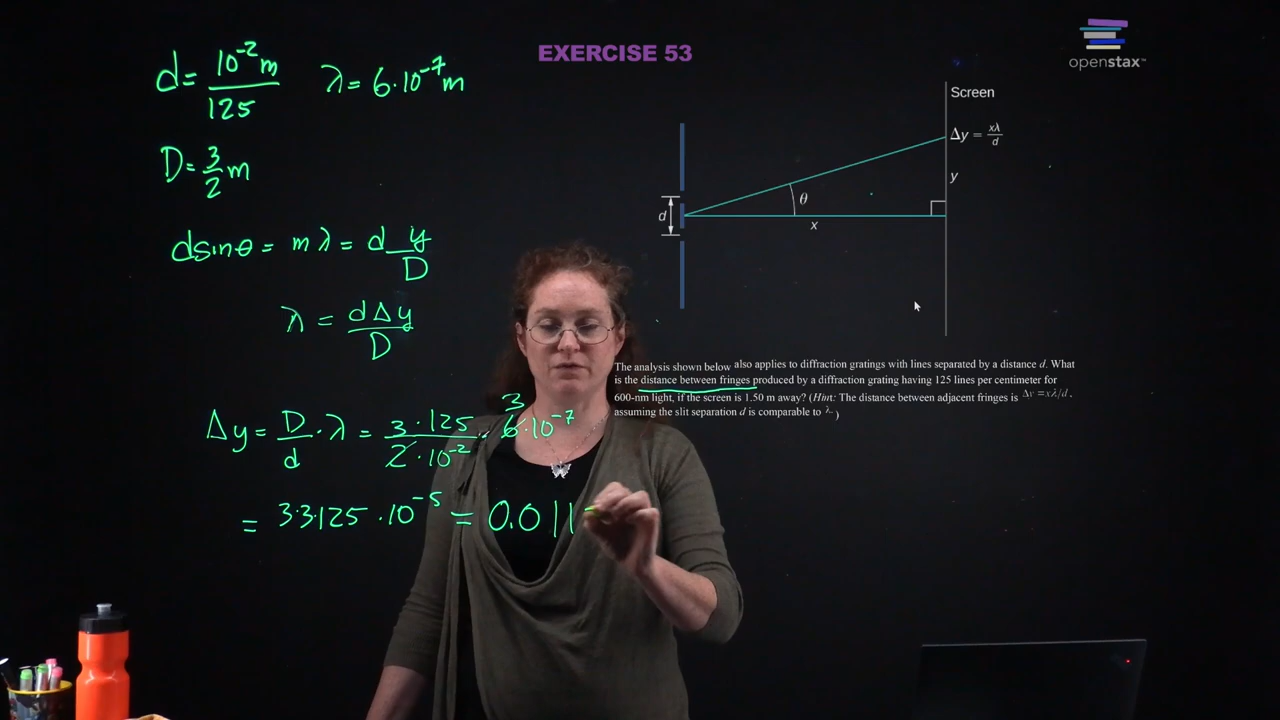 EXERCISE 53
openstax™
d = 10⁻² m / 125
λ = 6·10⁻⁷ m
D = 3/2 m
d sin θ = m λ = d y/D
λ = dΔy/D
Screen
Δy = xλ/d
y
θ
d
x
The analysis shown below also applies to diffraction gratings with lines separated by a distance d. What
is the distance between fringes produced by a diffraction grating having 125 lines per centimeter for
600-nm light, if the screen is 1.50 m away? (Hint: The distance between adjacent fringes is Δy = xλ/d,
assuming the slit separation d is comparable to λ.)
3
Δy = D/d · λ = 3·125 / 2·10⁻² · 6·10⁻⁷
= 3·3·125 · 10⁻⁵ = 0.011